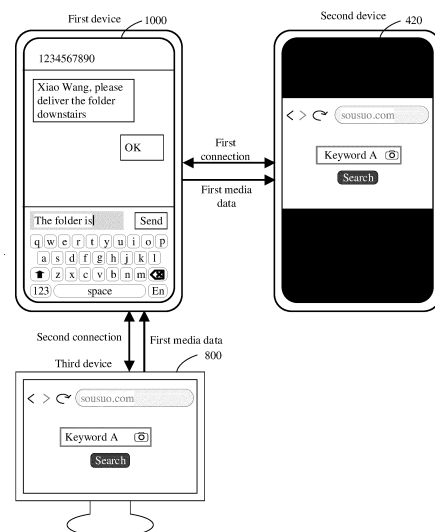 First device
1000
1234567890
Xiao Wang, please
deliver the folder
downstairs
OK
The folder is
Send
q w e r t y u i o p
a s d f g h j k l
z x c v b n m
123 space En
First
connection
First media
data
Second device
420
sousuo.com
Keyword A
Search
Second connection
First media data
Third device
800
sousuo.com
Keyword A
Search